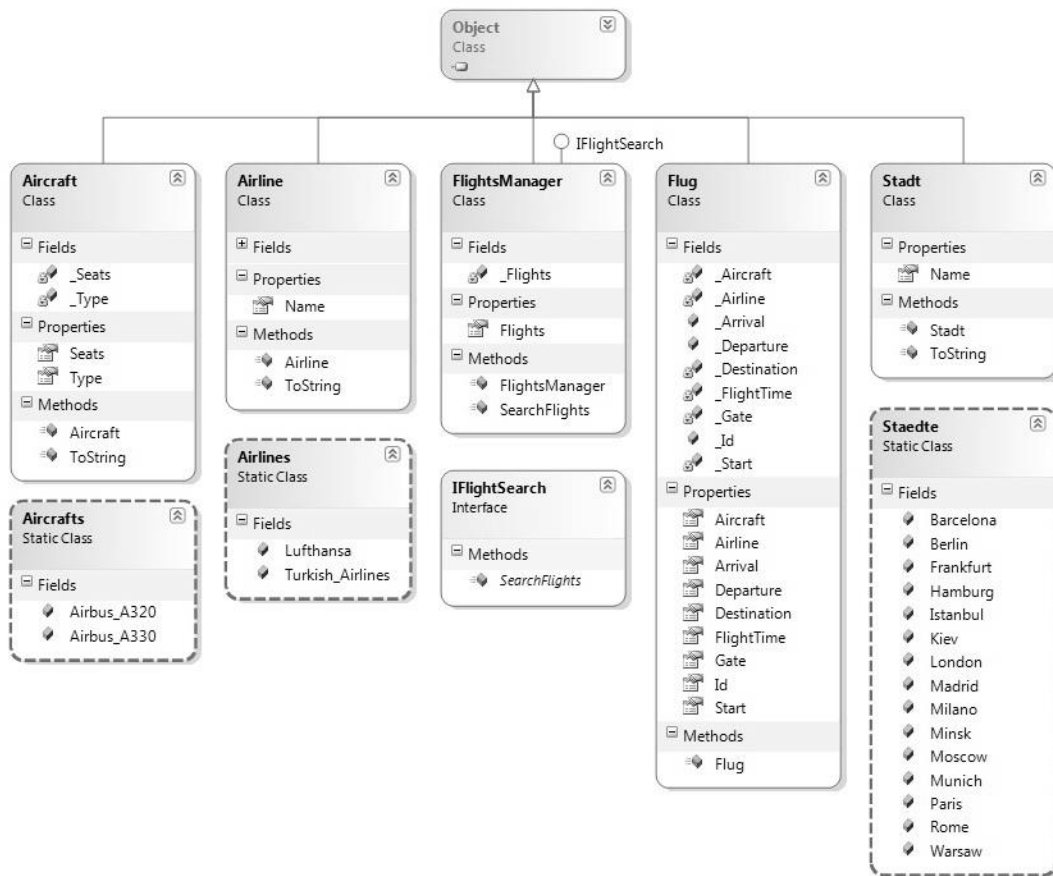 Object
Class
IFlightSearch
Aircraft
Class
Fields
_Seats
_Type
Properties
Seats
Type
Methods
Aircraft
ToString
Aircrafts
Static Class
Fields
Airbus_A320
Airbus_A330
Airline
Class
Fields
Properties
Name
Methods
Airline
ToString
Airlines
Static Class
Fields
Lufthansa
Turkish_Airlines
FlightsManager
Class
Fields
_Flights
Properties
Flights
Methods
FlightsManager
SearchFlights
IFlightSearch
Interface
Methods
SearchFlights
Flug
Class
Fields
_Aircraft
_Airline
_Arrival
_Departure
_Destination
_FlightTime
_Gate
_Id
_Start
Properties
Aircraft
Airline
Arrival
Departure
Destination
FlightTime
Gate
Id
Start
Methods
Flug
Stadt
Class
Properties
Name
Methods
Stadt
ToString
Staedte
Static Class
Fields
Barcelona
Berlin
Frankfurt
Hamburg
Istanbul
Kiev
London
Madrid
Milano
Minsk
Moscow
Munich
Paris
Rome
Warsaw